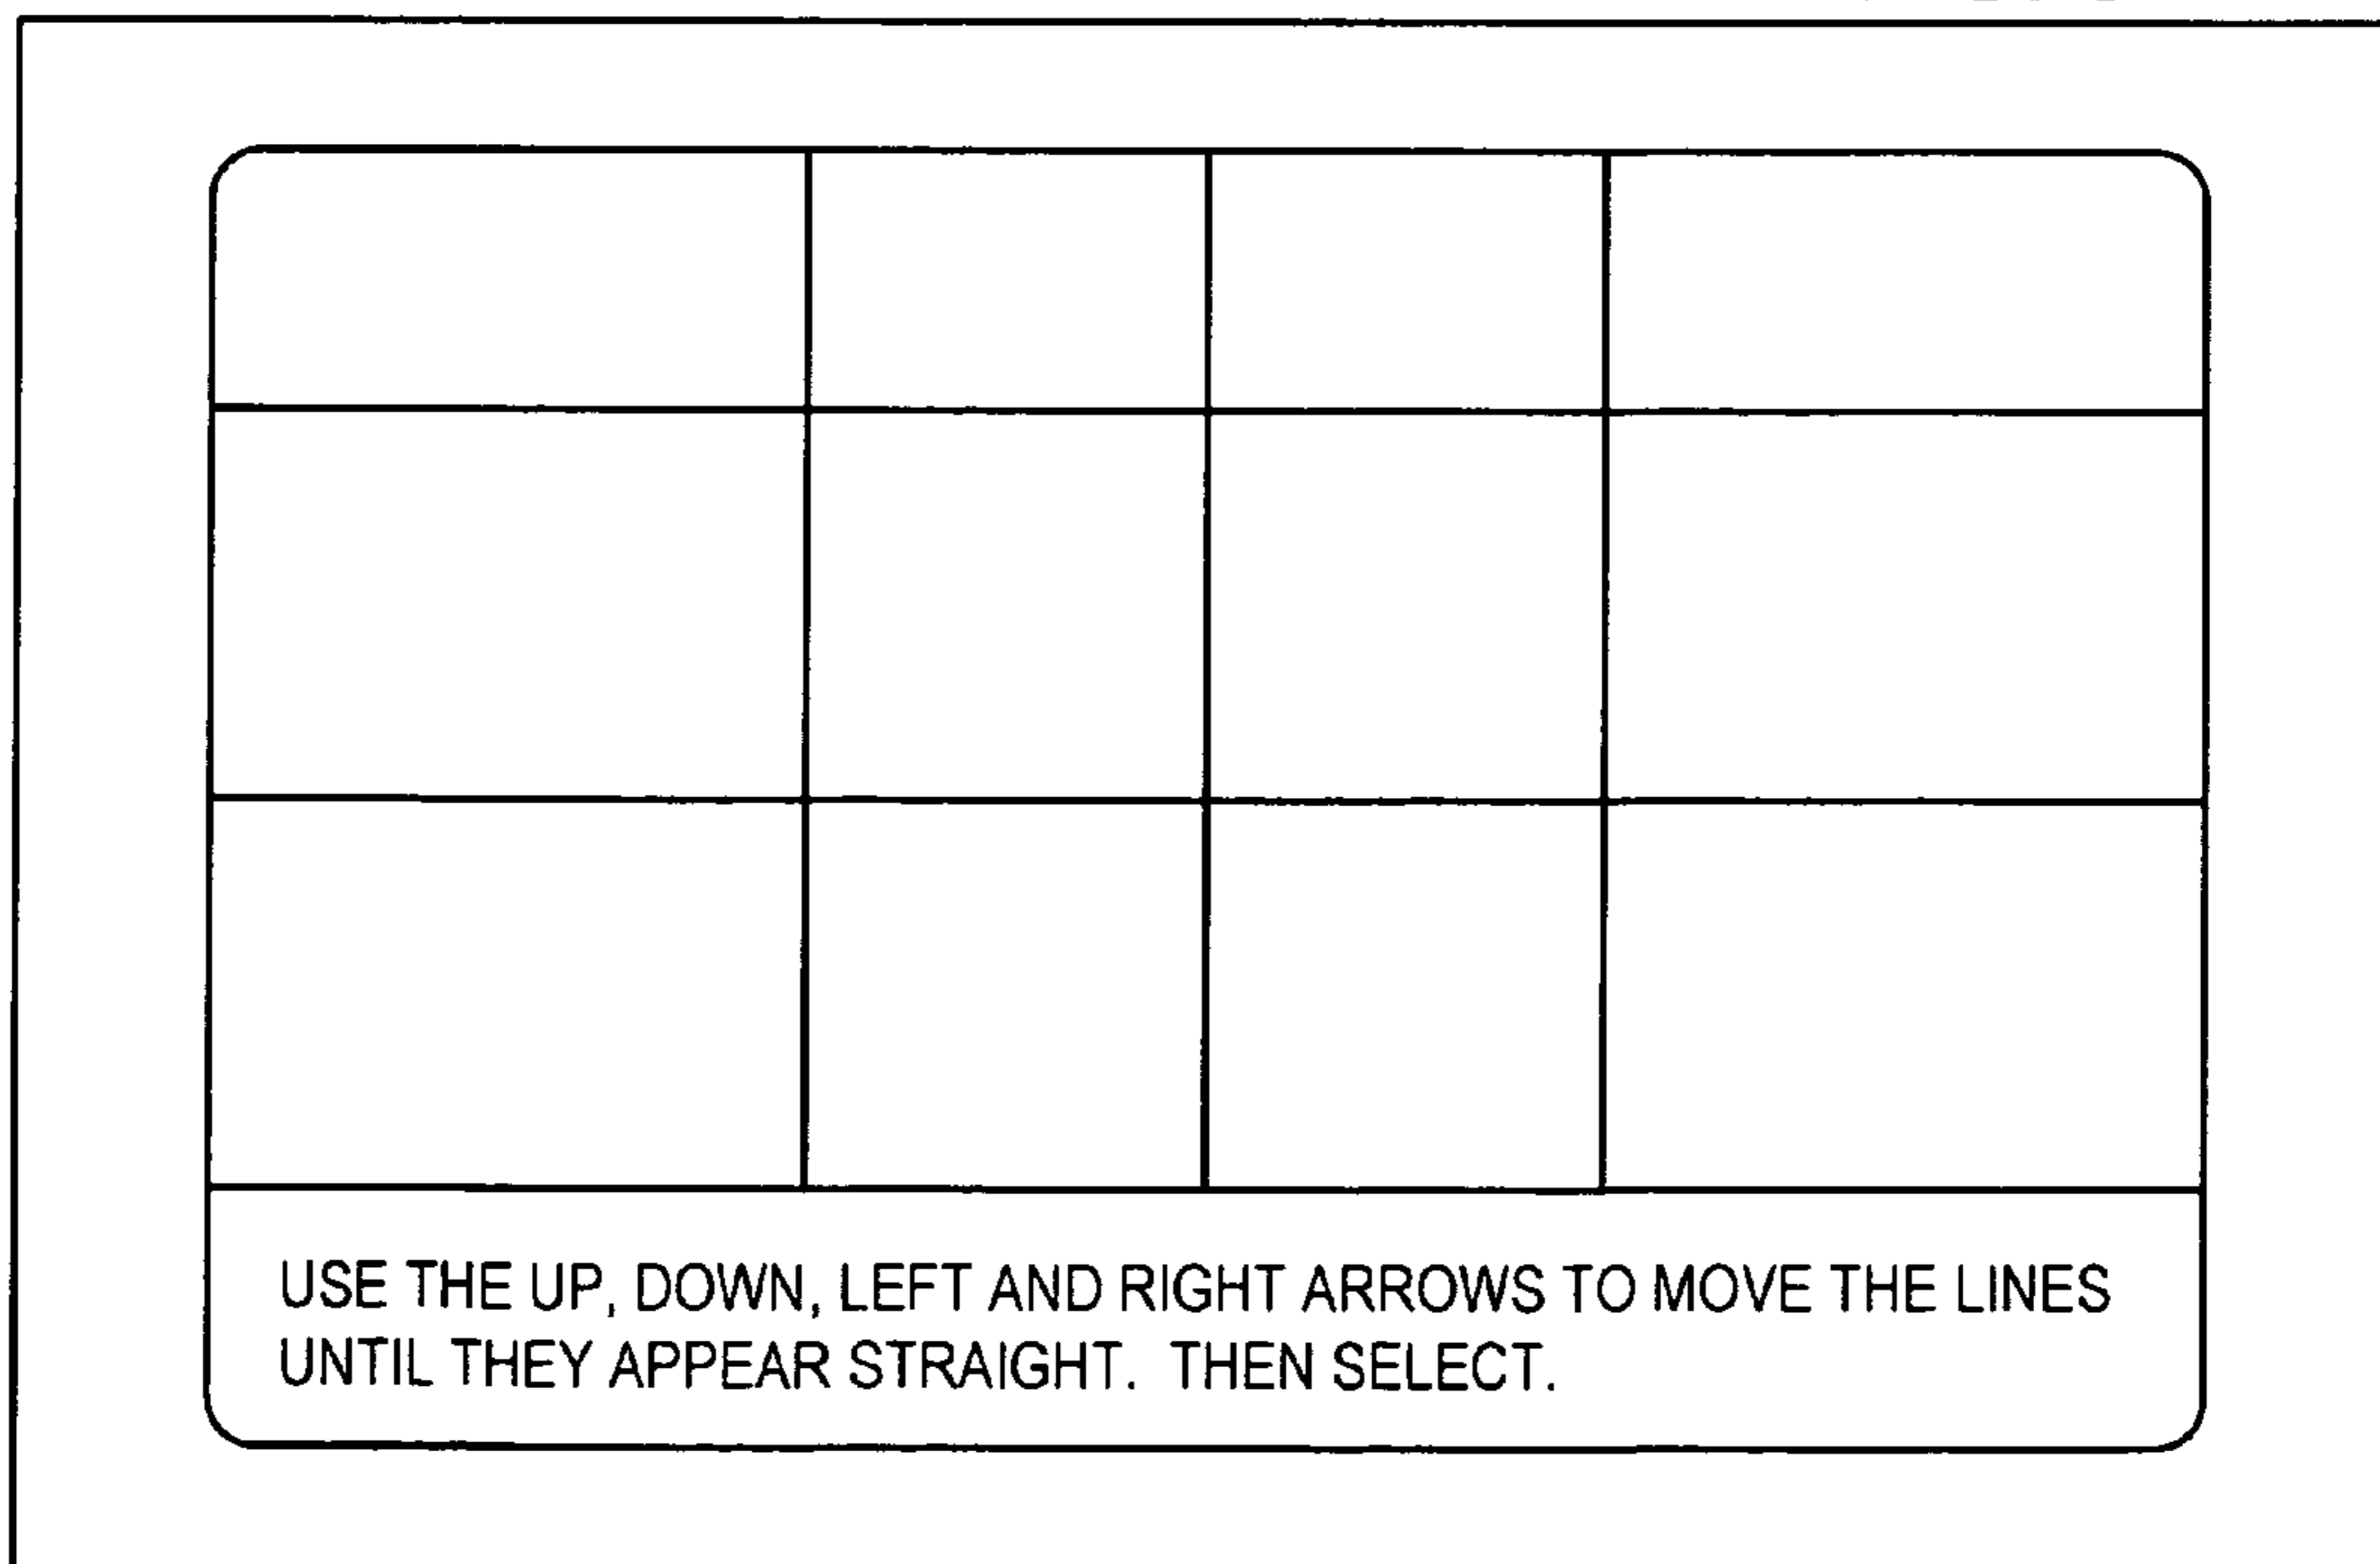 USE THE UP, DOWN, LEFT AND RIGHT ARROWS TO MOVE THE LINES
UNTIL THEY APPEAR STRAIGHT. THEN SELECT.